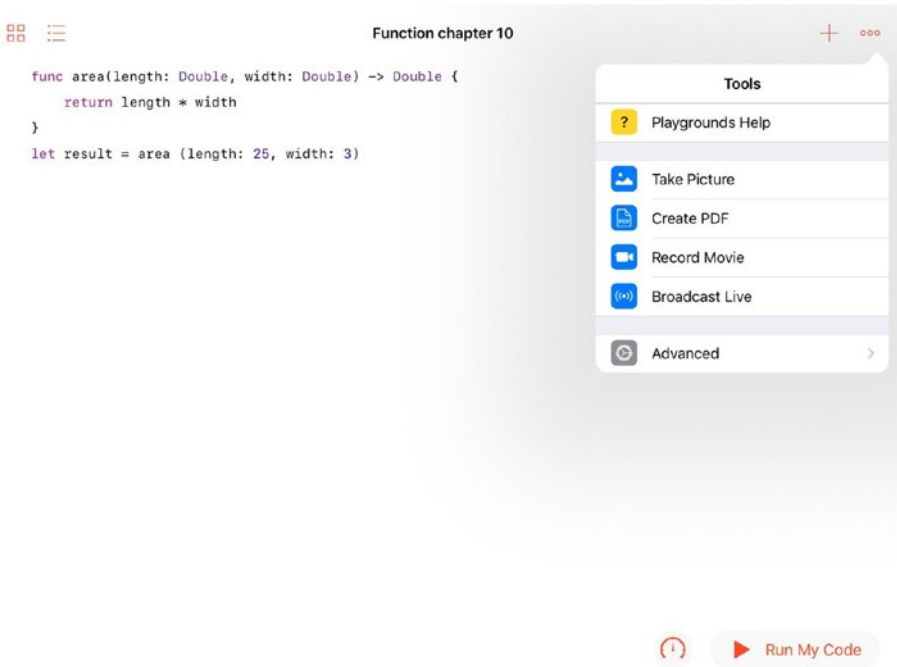 Function chapter 10
func area(length: Double, width: Double) -> Double {
return length * width
}
let result = area (length: 25, width: 3)
Tools
? Playgrounds Help
Take Picture
PDF Create PDF
Record Movie
Broadcast Live
Advanced
Run My Code